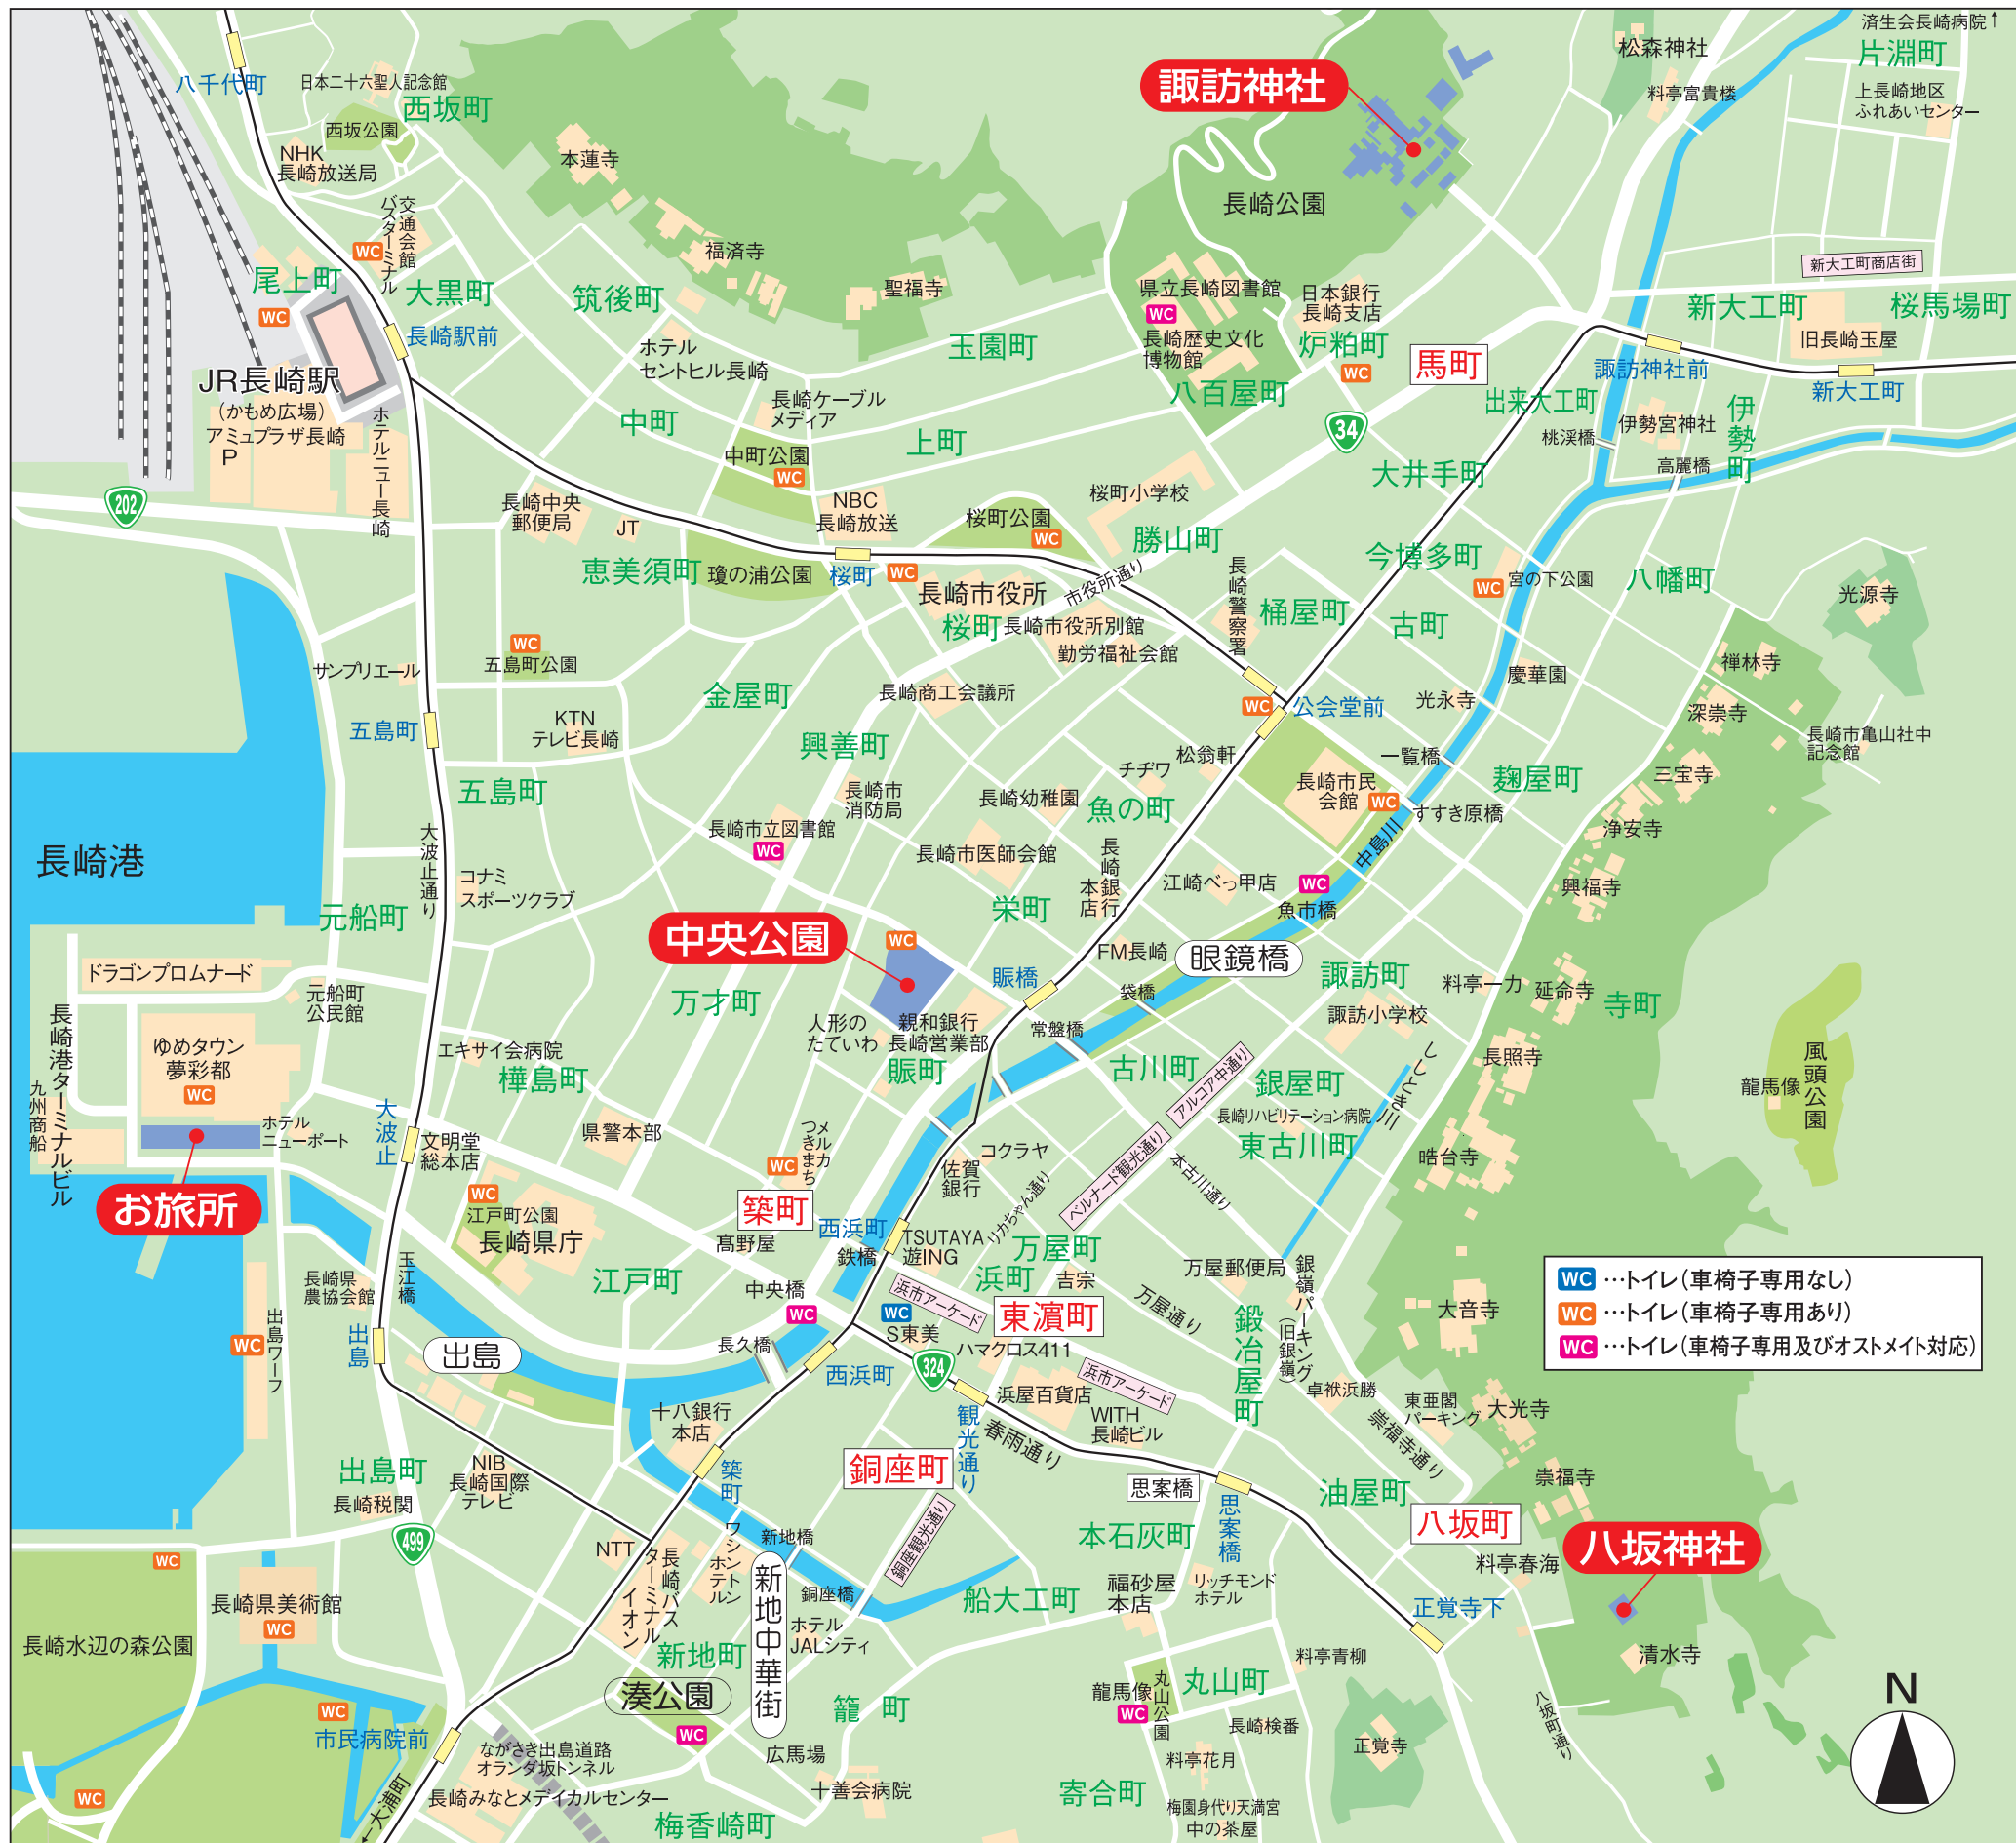 済生会長崎病院↑
片淵町
松森神社
料亭富貴楼
上長崎地区
ふれあいセンター
諏訪神社
長崎公園
八千代町
日本二十六聖人記念館
西坂町
西坂公園
NHK
長崎放送局
本蓮寺
交通会館
バスターミナル
WC
福済寺
聖福寺
尾上町
WC
大黒町
筑後町
長崎駅前
ホテル
セントヒル長崎
玉園町
県立長崎図書館
WC
長崎歴史文化
博物館
日本銀行
長崎支店
炉粕町
WC
八百屋町
馬町
新大工町商店街
新大工町
桜馬場町
旧長崎玉屋
諏訪神社前
新大工町
出来大工町
伊勢宮神社
伊勢町
桃渓橋
高麗橋
34
JR長崎駅
(かもめ広場)
アミュプラザ長崎
P
ホテルニュー長崎
202
中町
長崎ケーブル
メディア
中町公園
WC
上町
長崎中央
郵便局
JT
NBC
長崎放送
桜町公園
WC
桜町小学校
勝山町
大井手町
今博多町
恵美須町
瓊の浦公園
桜町
WC
長崎市役所
市役所通り
桜町
長崎市役所別館
勤労福祉会館
長崎警察署
桶屋町
古町
WC
宮の下公園
八幡町
光源寺
禅林寺
サンプリエール
WC
五島町公園
金屋町
長崎商工会議所
WC
公会堂前
光永寺
慶華園
深崇寺
長崎市亀山社中
記念館
五島町
KTN
テレビ長崎
興善町
松翁軒
チヂワ
一覧橋
三宝寺
五島町
長崎市
消防局
長崎幼稚園
魚の町
長崎市民
会館
WC
すすき原橋
麹屋町
浄安寺
長崎港
大波止通り
長崎市立図書館
WC
長崎市医師会館
長崎銀行
本店
江崎べっ甲店
WC
中島川
魚市橋
興福寺
コナミ
スポーツクラブ
元船町
中央公園
WC
栄町
FM長崎
眼鏡橋
諏訪町
料亭一力
延命寺
寺町
ドラゴンプロムナード
元船町
公民館
万才町
賑橋
袋橋
諏訪小学校
人形の
たていわ
親和銀行
長崎営業部
常盤橋
長照寺
風頭公園
龍馬像
長崎港ターミナルビル
九州商船
ゆめタウン
夢彩都
WC
エキサイ会病院
樺島町
賑町
古川町
アルコア中通り
銀屋町
ししとき川
長崎リハビリテーション病院
東古川町
ホテル
ニューポート
大波止
文明堂
総本店
県警本部
メルカ
つきまち
WC
コクラヤ
佐賀
銀行
ベルナード観光通り
本古川通り
晧台寺
お旅所
WC
江戸町公園
長崎県庁
築町
西浜町
髙野屋
鉄橋
TSUTAYA
遊ING
リカちゃん通り
万屋町
万屋郵便局
銀嶺パーキング
(旧銀嶺)
長崎県
農協会館
玉江橋
江戸町
中央橋
WC
WC
浜市アーケード
浜町
吉宗
東濵町
万屋通り
鍛冶屋町
大音寺
WC…トイレ(車椅子専用なし)
WC…トイレ(車椅子専用あり)
WC…トイレ(車椅子専用及びオストメイト対応)
WC
出島ワーフ
出島
出島
長久橋
西浜町
S東美
ハマクロス411
324
浜屋百貨店
浜市アーケード
卓袱浜勝
東亜閣
パーキング
大光寺
崇福寺通り
十八銀行
本店
観光通り
春雨通り
WITH
長崎ビル
出島町
NIB
長崎国際
テレビ
築町
銅座町
思案橋
思案橋
油屋町
崇福寺
長崎税関
499
八坂町
八坂神社
WC
NTT
ワシントン
ホテル
新地橋
銅座観光通り
本石灰町
料亭春海
長崎県美術館
WC
長崎バス
ターミナル
イオン
新地中華街
銅座橋
船大工町
福砂屋
本店
リッチモンド
ホテル
正覚寺下
長崎水辺の森公園
新地町
ホテル
JALシティ
清水寺
湊公園
WC
籠町
龍馬像
WC
丸山公園
丸山町
料亭青柳
八坂町通り
N
WC
市民病院前
ながさき出島道路
オランダ坂トンネル
広馬場
長崎検番
正覚寺
料亭花月
WC
←大浦町
長崎みなとメディカルセンター
十善会病院
寄合町
梅香崎町
梅園身代り天満宮
中の茶屋